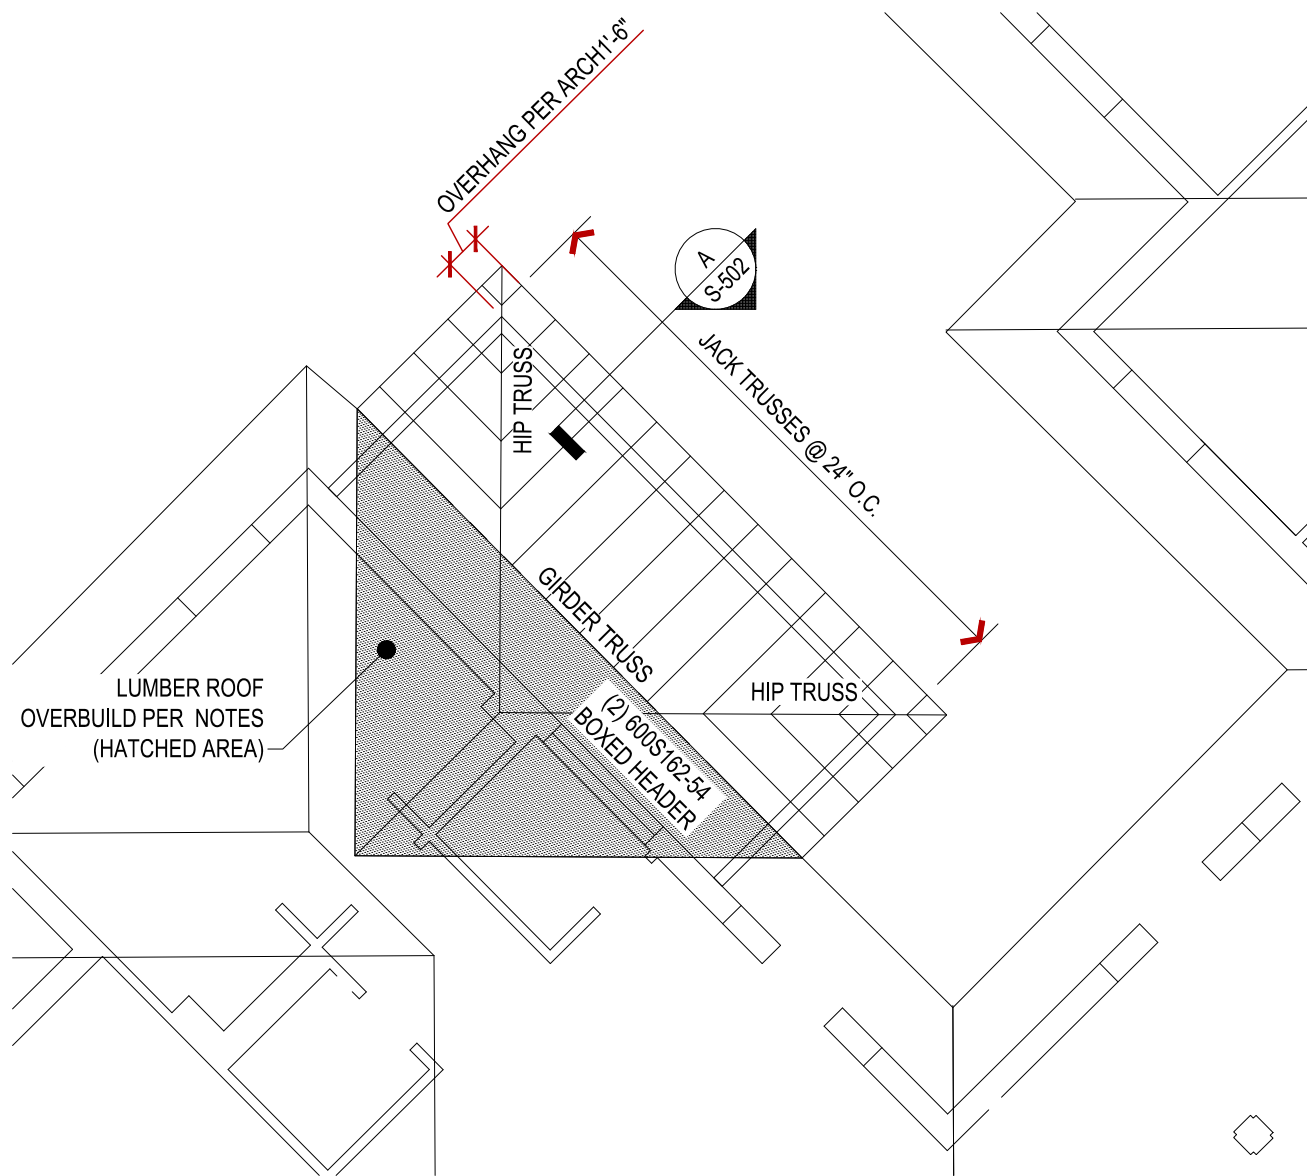 OVERHANG PER ARCH1'-6"
A
S-502
JACK TRUSSES @ 24" O.C.
HIP TRUSS
GIRDER TRUSS
HIP TRUSS
(2) 600S162-54
BOXED HEADER
LUMBER ROOF
OVERBUILD PER NOTES
(HATCHED AREA)